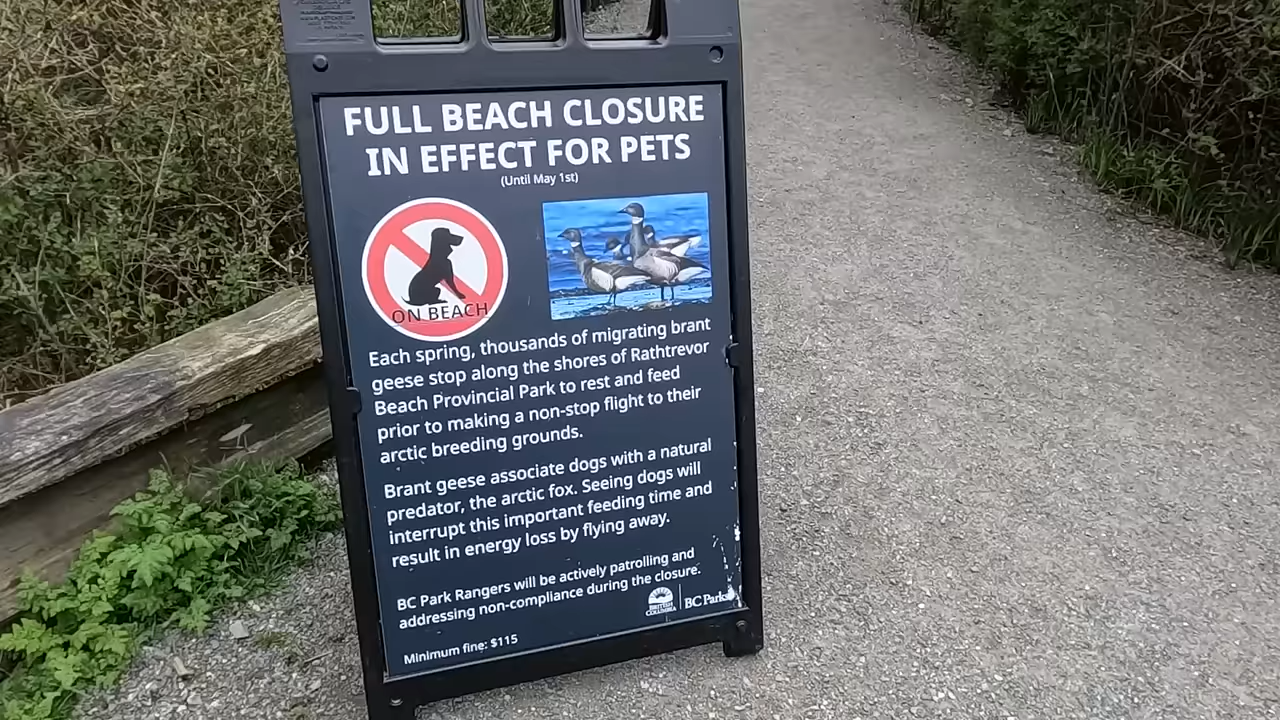 FULL BEACH CLOSURE
IN EFFECT FOR PETS
(Until May 1st)
ON BEACH
Each spring, thousands of migrating brant
geese stop along the shores of Rathtrevor
Beach Provincial Park to rest and feed
prior to making a non-stop flight to their
arctic breeding grounds.
Brant geese associate dogs with a natural
predator, the arctic fox. Seeing dogs will
interrupt this important feeding time and
result in energy loss by flying away.
BC Park Rangers will be actively patrolling and
addressing non-compliance during the closure.
BRITISH
COLUMBIA
BC Parks
Minimum fine: $115